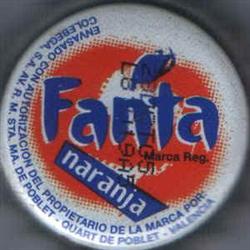 Fanta
naranja
Marca Reg.
ENVASADO CON AUTORIZACION DEL PROPIETARIO DE LA MARCA POR:
COLEBEGA, S.A. AV. R. M. STA. MA. DE POBLET - QUART DE POBLET - VALENCIA